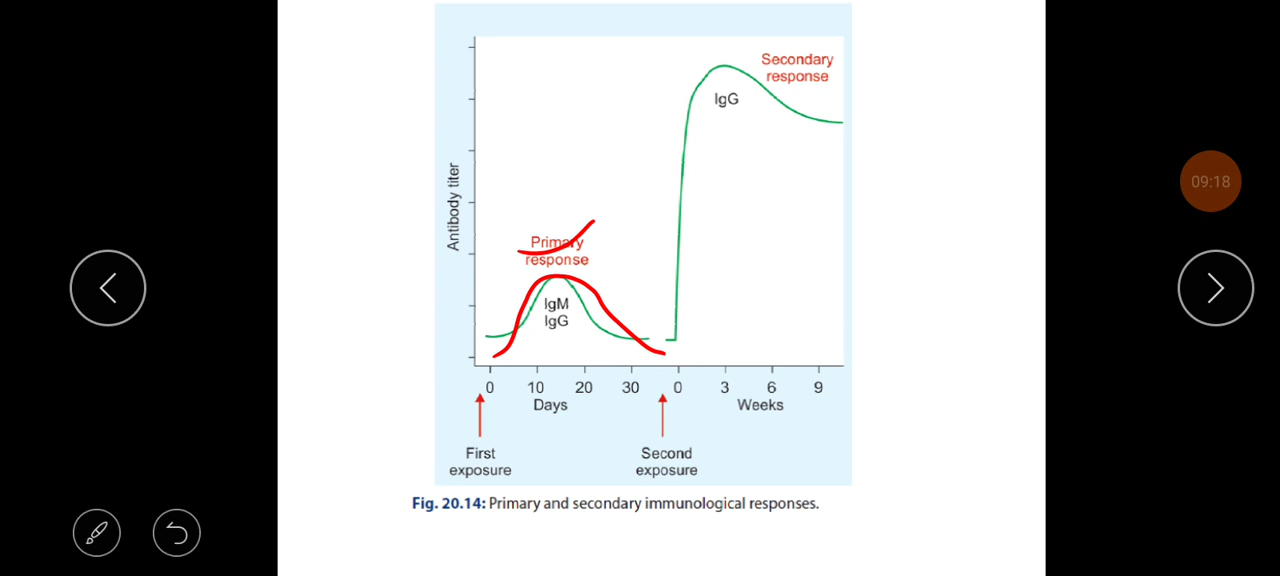 Secondary
response
IgG
09:18
Antibody titer
Primary
response
IgM
IgG
0 10 20 30 0 3 6 9
Days Weeks
First Second
exposure exposure
Fig. 20.14: Primary and secondary immunological responses.